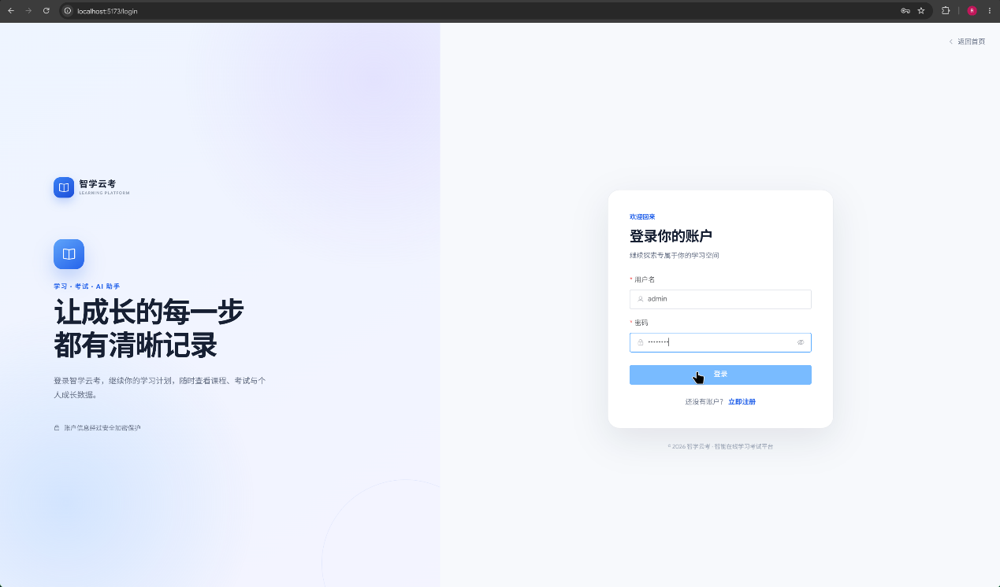 localhost:5173/login
R
返回首页
智学云考
LEARNING PLATFORM
学习 · 考试 · AI 助手
让成长的每一步
都有清晰记录
登录智学云考，继续你的学习计划，随时查看课程、考试与个
人成长数据。
账户信息经过安全加密保护
欢迎回来
登录你的账户
继续探索专属于你的学习空间
* 用户名
admin
* 密码
••••••••
登录
还没有账户？ 立即注册
© 2026 智学云考 · 智能在线学习考试平台